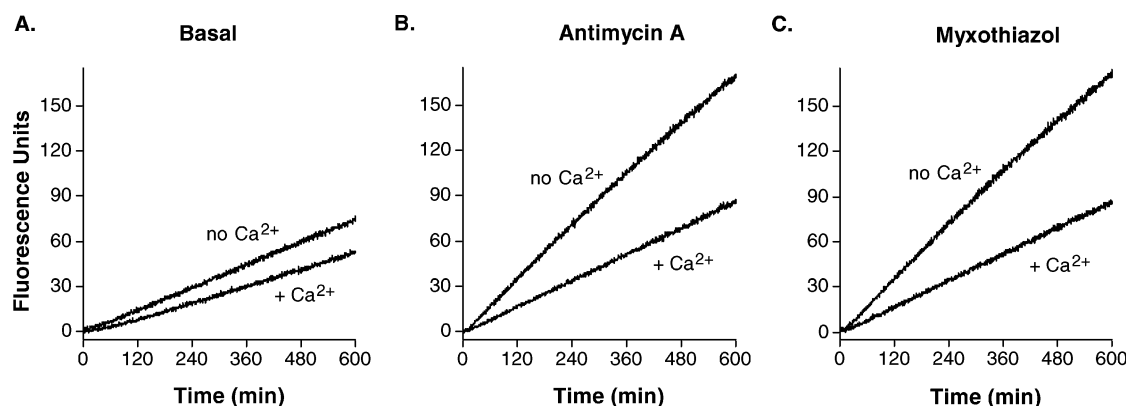 A.
Basal
B.
Antimycin A
C.
Myxothiazol
Fluorescence Units
150
120
90
60
30
0
no Ca2+
+ Ca2+
0 120 240 360 480 600
Time (min)
150
120
90
60
30
0
no Ca2+
+ Ca2+
0 120 240 360 480 600
Time (min)
150
120
90
60
30
0
no Ca2+
+ Ca2+
0 120 240 360 480 600
Time (min)